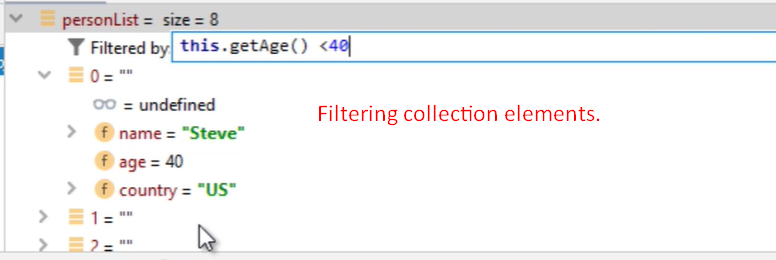 personList = size = 8
Filtered by: this.getAge() <40
0 = ""
= undefined
f name = "Steve"
Filtering collection elements.
f age = 40
f country = "US"
1 = ""
2 = ""